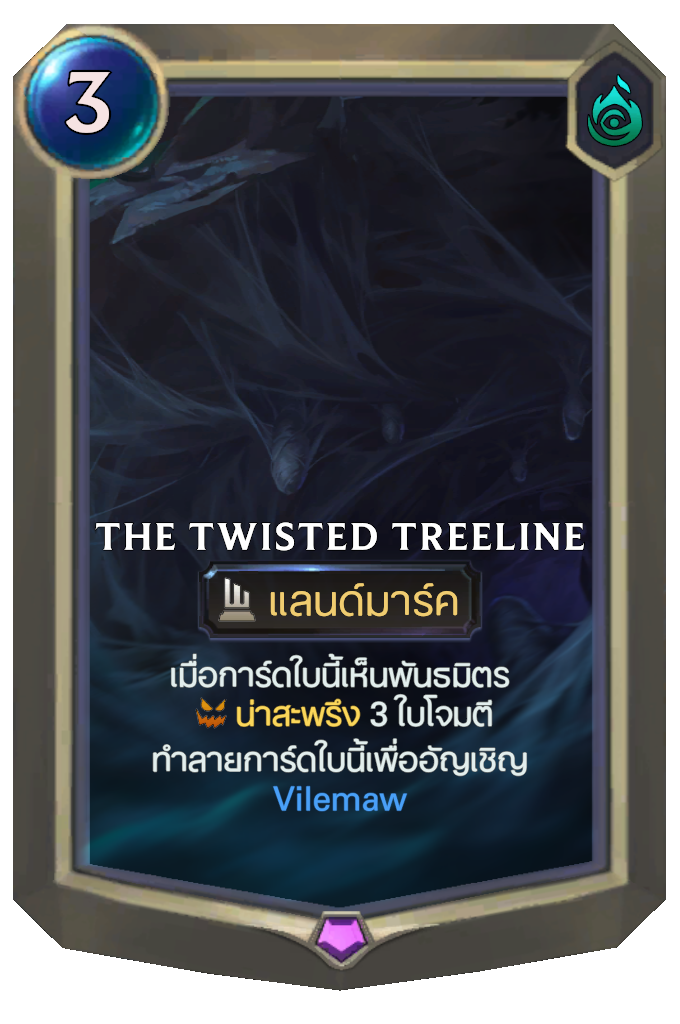 3
THE TWISTED TREELINE
แลนด์มาร์ค
เมื่อการ์ดใบนี้เห็นพันธมิตร
น่าสะพรึง 3 ใบโจมตี
ทำลายการ์ดใบนี้เพื่ออัญเชิญ
Vilemaw